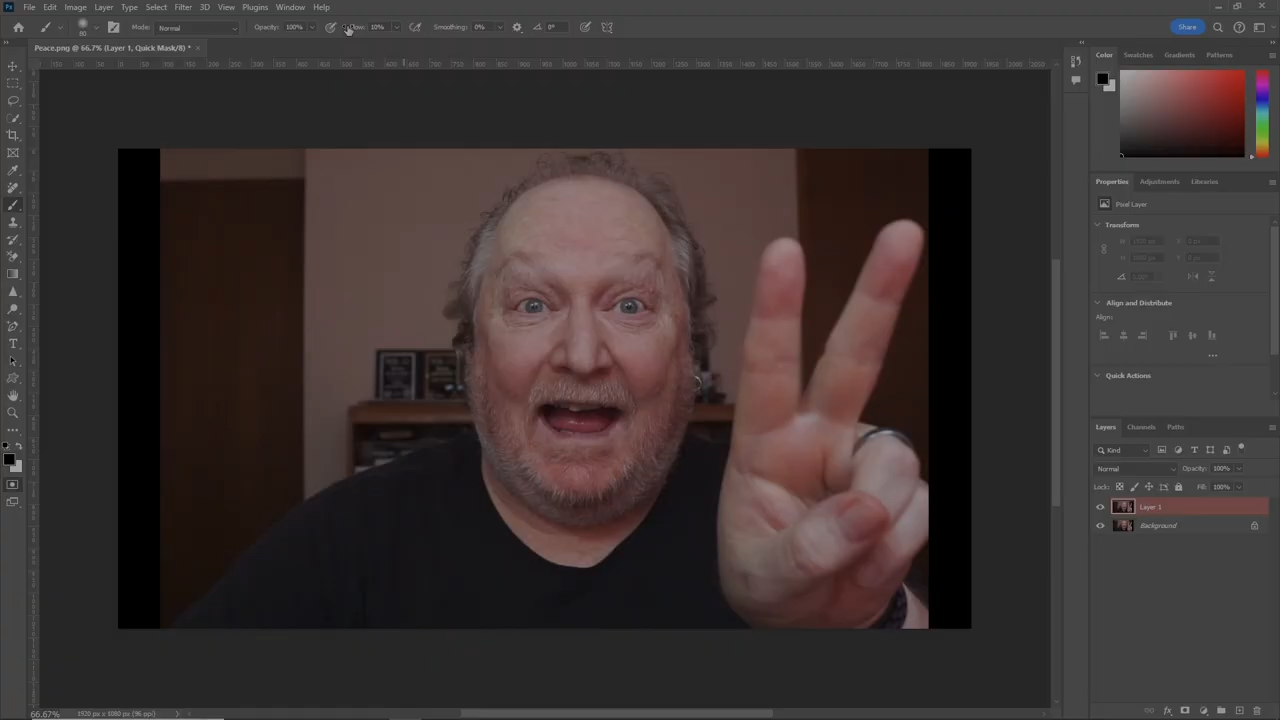 Ps File Edit Image Layer Type Select Filter 3D View Plugins Window Help
80 Mode: Normal Opacity: 100% Flow: 10% Smoothing: 0% 0° Share
Peace.png @ 66.7% (Layer 1, Quick Mask/8) *
Color Swatches Gradients Patterns
Properties Adjustments Libraries
Pixel Layer
Transform
Align and Distribute
Align:
Quick Actions
Layers Channels Paths
Kind
Normal Opacity: 100%
Lock: Fill: 100%
Layer 1
Background
66.67% 1920 px x 1080 px (96 ppi)